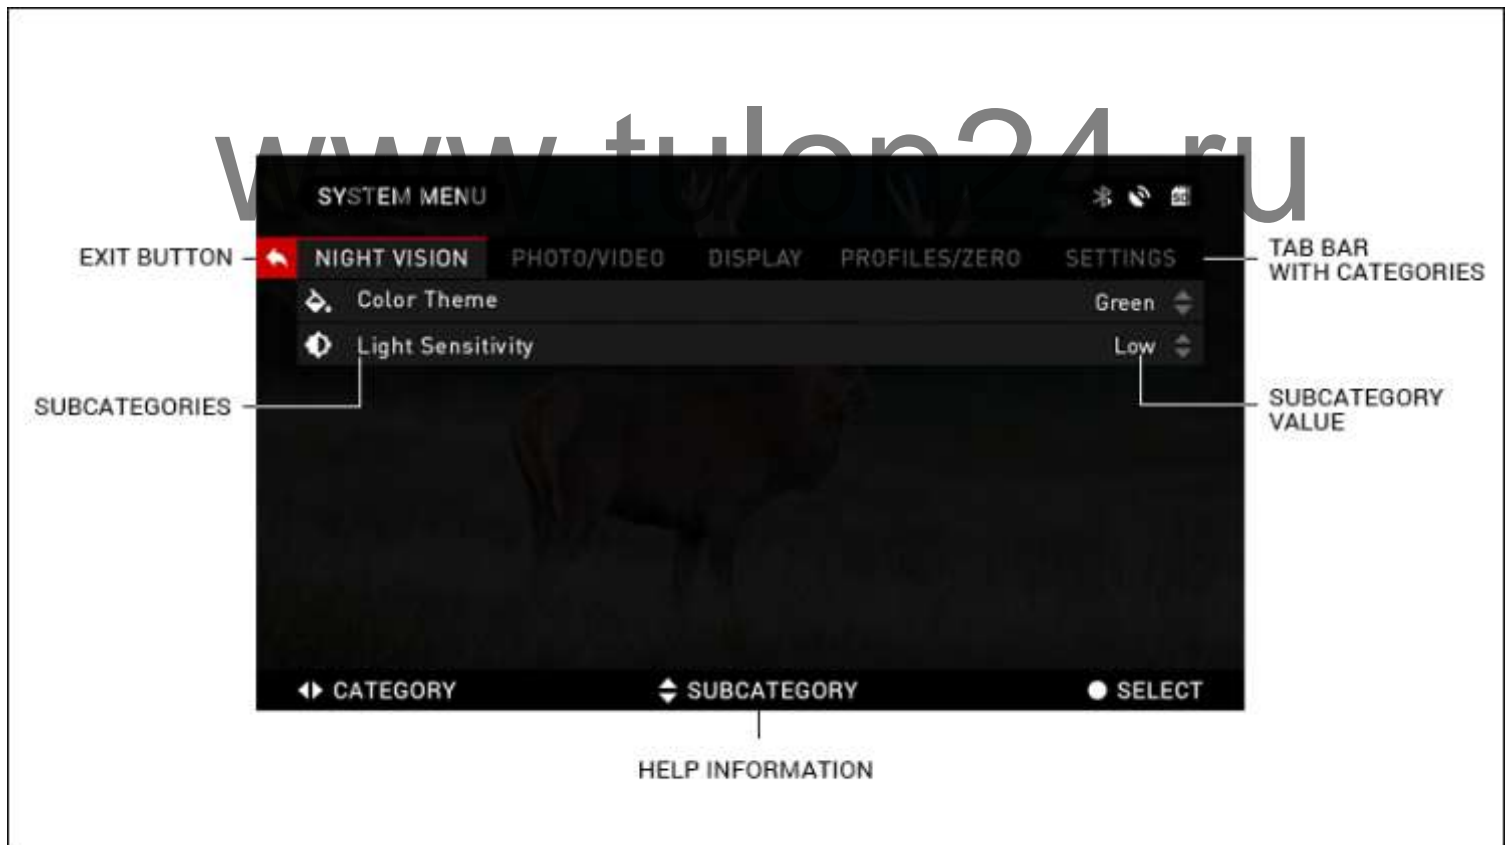 www.tulon24.ru
SYSTEM MENU
SD
EXIT BUTTON
NIGHT VISION PHOTO/VIDEO DISPLAY PROFILES/ZERO SETTINGS
TAB BAR
WITH CATEGORIES
Color Theme Green
Light Sensitivity Low
SUBCATEGORIES
SUBCATEGORY
VALUE
CATEGORY SUBCATEGORY SELECT
HELP INFORMATION